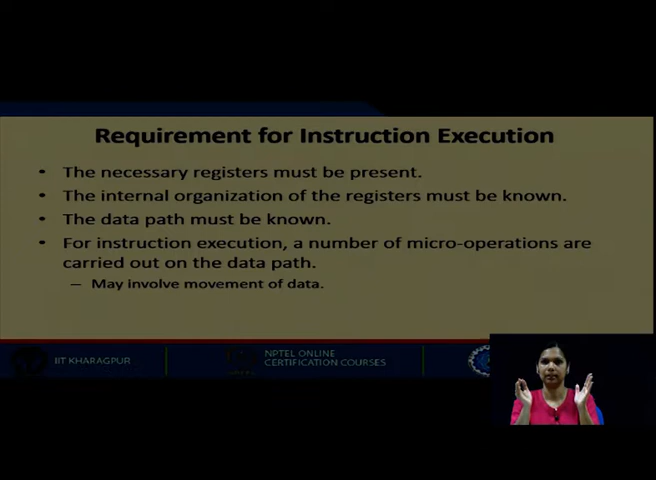 Requirement for Instruction Execution
• The necessary registers must be present.
• The internal organization of the registers must be known.
• The data path must be known.
• For instruction execution, a number of micro-operations are
carried out on the data path.
– May involve movement of data.
IIT KHARAGPUR
NPTEL ONLINE
CERTIFICATION COURSES